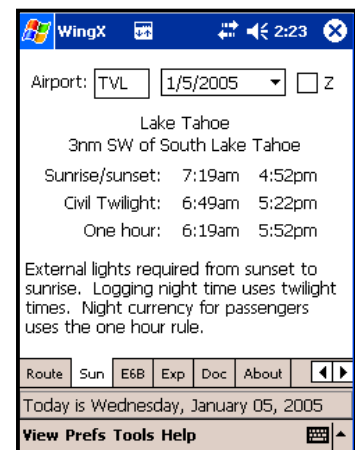 WingX 2:23
Airport: TVL 1/5/2005 Z
Lake Tahoe
3nm SW of South Lake Tahoe
Sunrise/sunset: 7:19am 4:52pm
Civil Twilight: 6:49am 5:22pm
One hour: 6:19am 5:52pm
External lights required from sunset to
sunrise. Logging night time uses twilight
times. Night currency for passengers
uses the one hour rule.
Route Sun E6B Exp Doc About
Today is Wednesday, January 05, 2005
View Prefs Tools Help